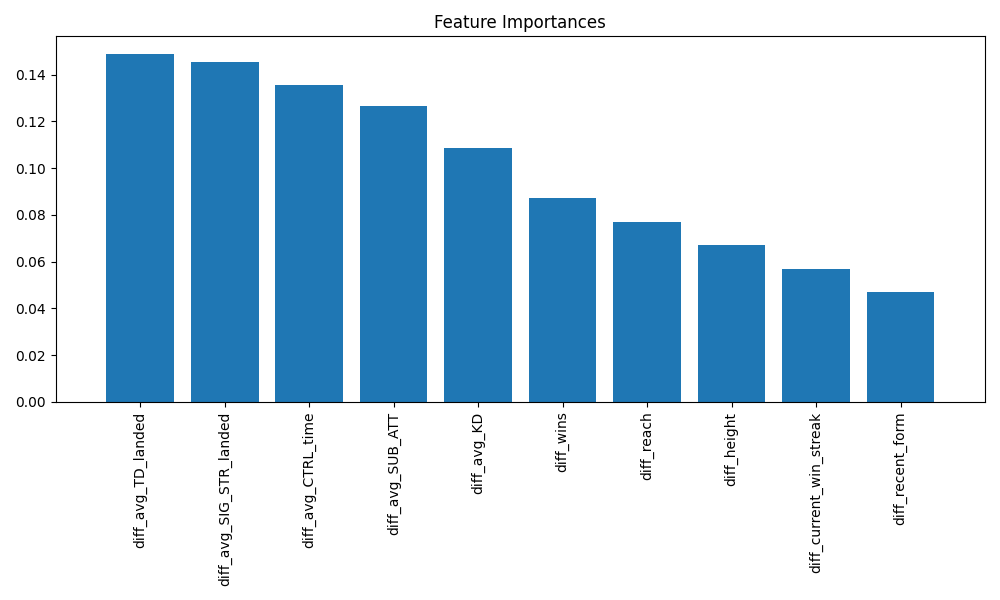 Feature Importances
0.14
0.12
0.10
0.08
0.06
0.04
0.02
0.00
diff_avg_TD_landed
diff_avg_SIG_STR_landed
diff_avg_CTRL_time
diff_avg_SUB_ATT
diff_avg_KD
diff_wins
diff_reach
diff_height
diff_current_win_streak
diff_recent_form